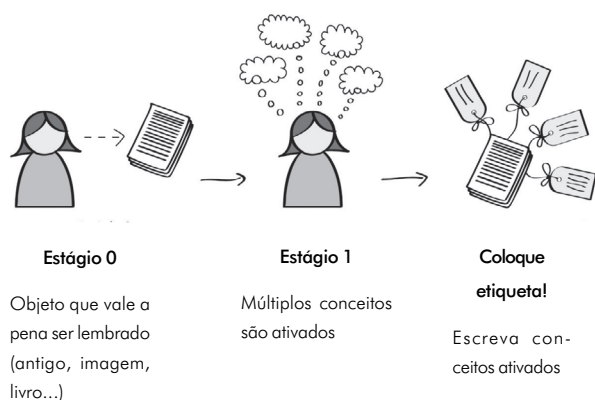 Estágio 0
Objeto que vale a
pena ser lembrado
(antigo, imagem,
livro...)
Estágio 1
Múltiplos conceitos
são ativados
Coloque
etiqueta!
Escreva con-
ceitos ativados